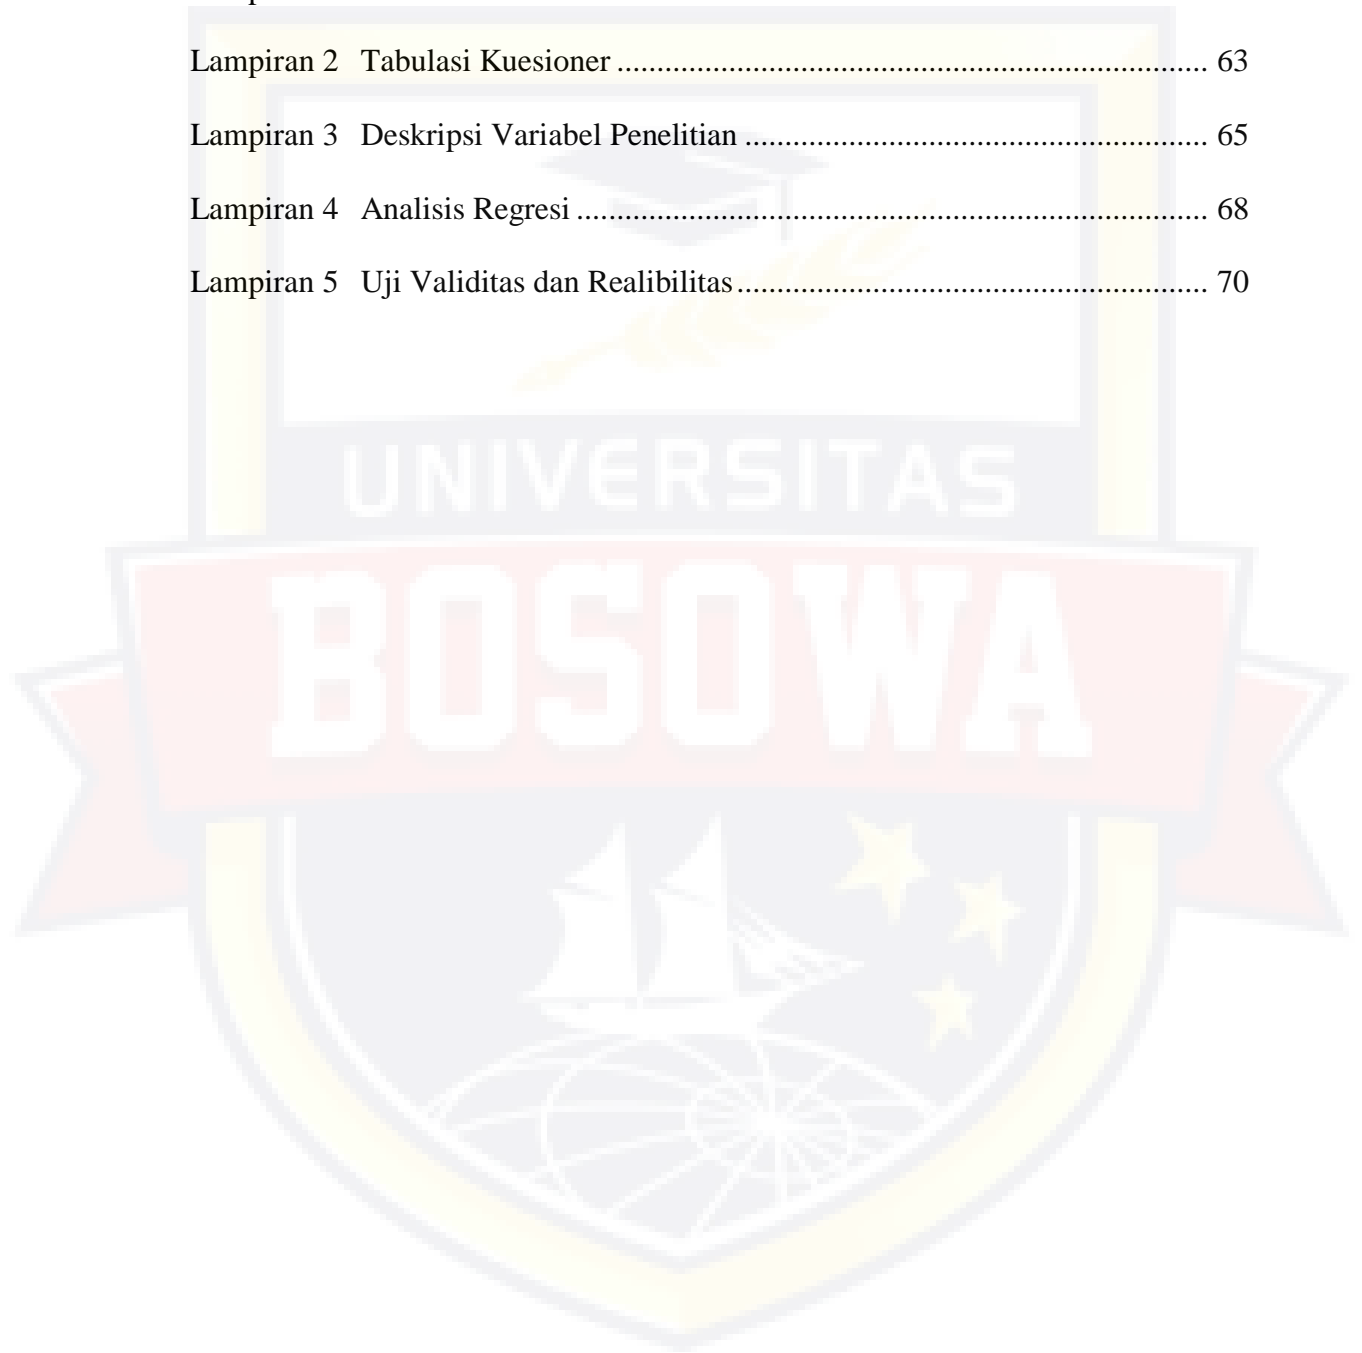 Lampiran 2 Tabulasi Kuesioner ........................................................................... 63
Lampiran 3 Deskripsi Variabel Penelitian ........................................................... 65
Lampiran 4 Analisis Regresi ................................................................................ 68
Lampiran 5 Uji Validitas dan Realibilitas ............................................................ 70
UNIVERSITAS
BOSOWA